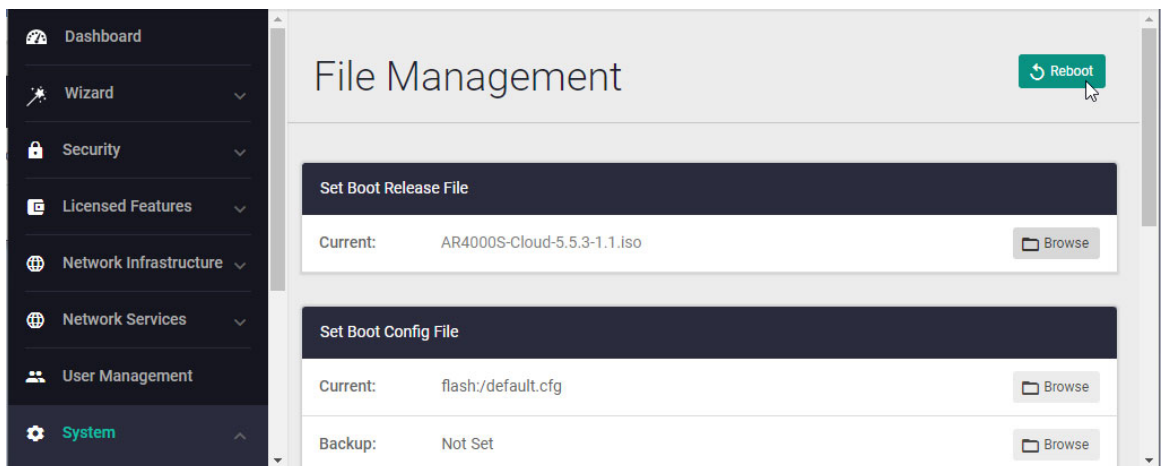 Dashboard
Wizard
Security
Licensed Features
Network Infrastructure
Network Services
User Management
System
File Management
Reboot
Set Boot Release File
Current: AR4000S-Cloud-5.5.3-1.1.iso Browse
Set Boot Config File
Current: flash:/default.cfg Browse
Backup: Not Set Browse